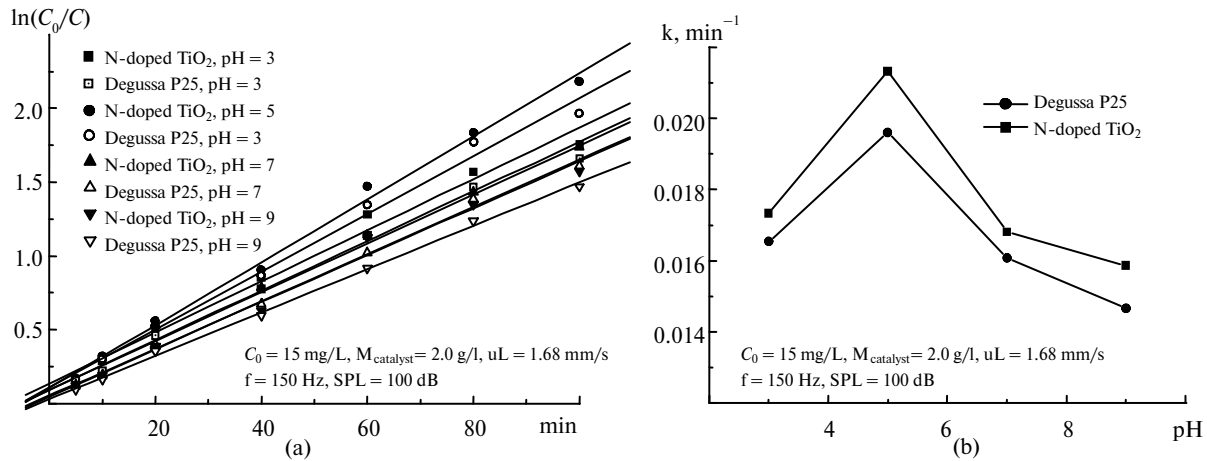 ln(C₀/C)
N-doped TiO₂, pH = 3
Degussa P25, pH = 3
N-doped TiO₂, pH = 5
Degussa P25, pH = 3
N-doped TiO₂, pH = 7
Degussa P25, pH = 7
N-doped TiO₂, pH = 9
Degussa P25, pH = 9
2.0
1.5
1.0
0.5
C₀ = 15 mg/L, M_catalyst = 2.0 g/l, uL = 1.68 mm/s
f = 150 Hz, SPL = 100 dB
20 40 60 80 min
(a)
k, min⁻¹
Degussa P25
N-doped TiO₂
0.020
0.018
0.016
0.014
C₀ = 15 mg/L, M_catalyst = 2.0 g/l, uL = 1.68 mm/s
f = 150 Hz, SPL = 100 dB
4 6 8 pH
(b)